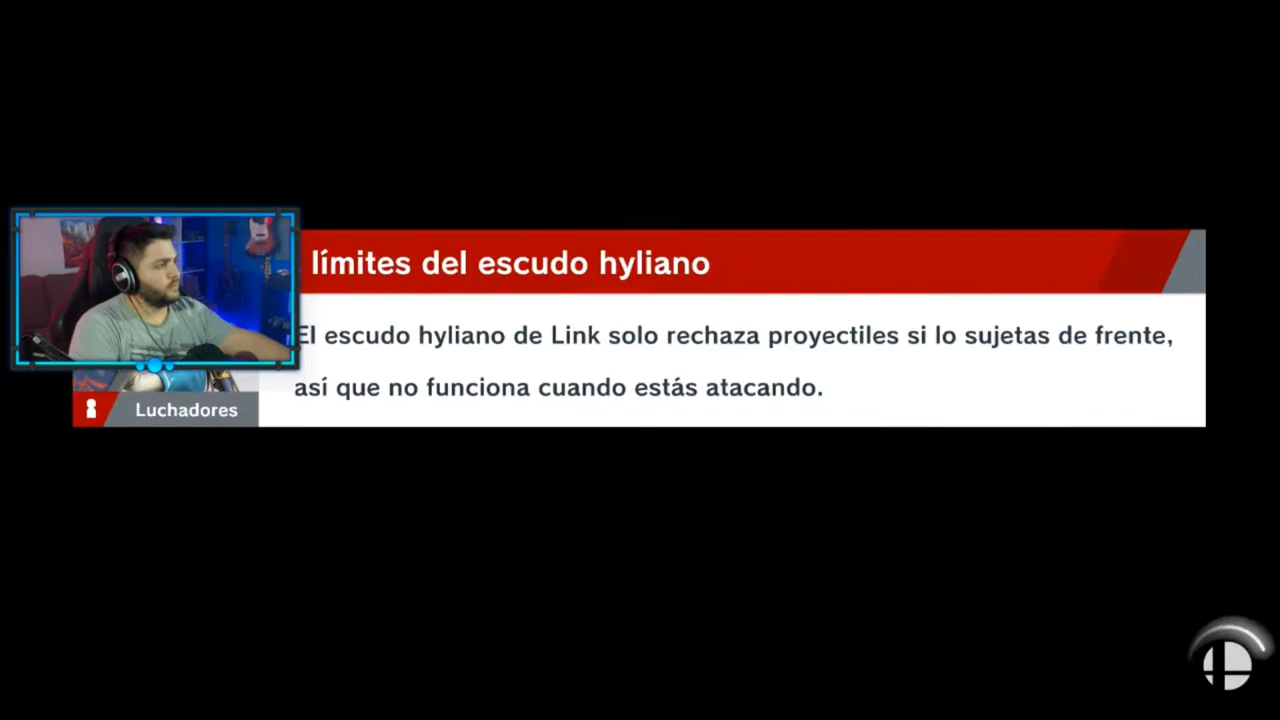 límites del escudo hyliano
El escudo hyliano de Link solo rechaza proyectiles si lo sujetas de frente,
así que no funciona cuando estás atacando.
Luchadores